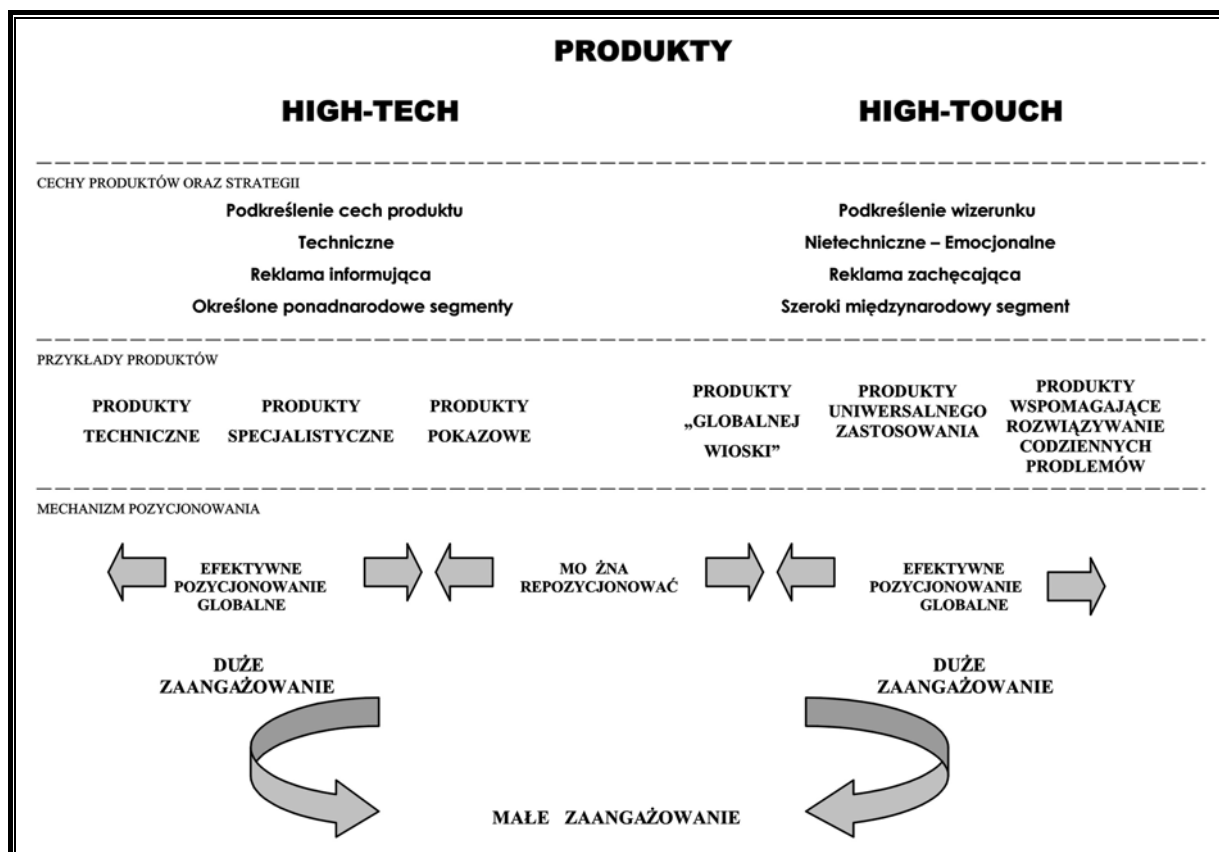 PRODUKTY
HIGH-TECH
HIGH-TOUCH
CECHY PRODUKTÓW ORAZ STRATEGII
Podkreślenie cech produktu
Techniczne
Reklama informująca
Określone ponadnarodowe segmenty
Podkreślenie wizerunku
Nietechniczne – Emocjonalne
Reklama zachęcająca
Szeroki międzynarodowy segment
PRZYKŁADY PRODUKTÓW
PRODUKTY
TECHNICZNE
PRODUKTY
SPECJALISTYCZNE
PRODUKTY
POKAZOWE
PRODUKTY
„GLOBALNEJ
WIOSKI”
PRODUKTY
UNIWERSALNEGO
ZASTOSOWANIA
PRODUKTY
WSPOMAGAJĄCE
ROZWIĄZYWANIE
CODZIENNYCH
PRODLEMÓW
MECHANIZM POZYCJONOWANIA
EFEKTYWNE
POZYCJONOWANIE
GLOBALNE
MO ŻNA
REPOZYCJONOWAĆ
EFEKTYWNE
POZYCJONOWANIE
GLOBALNE
DUŻE
ZAANGAŻOWANIE
DUŻE
ZAANGAŻOWANIE
MAŁE ZAANGAŻOWANIE